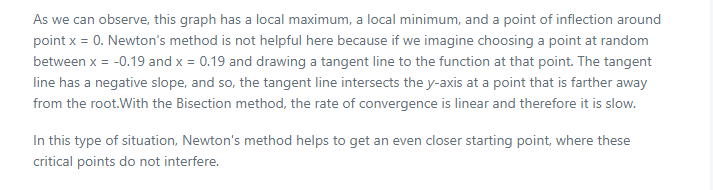 As we can observe, this graph has a local maximum, a local minimum, and a point of inflection around
point x = 0. Newton's method is not helpful here because if we imagine choosing a point at random
between x = -0.19 and x = 0.19 and drawing a tangent line to the function at that point. The tangent
line has a negative slope, and so, the tangent line intersects the y-axis at a point that is farther away
from the root.With the Bisection method, the rate of convergence is linear and therefore it is slow.
In this type of situation, Newton's method helps to get an even closer starting point, where these
critical points do not interfere.